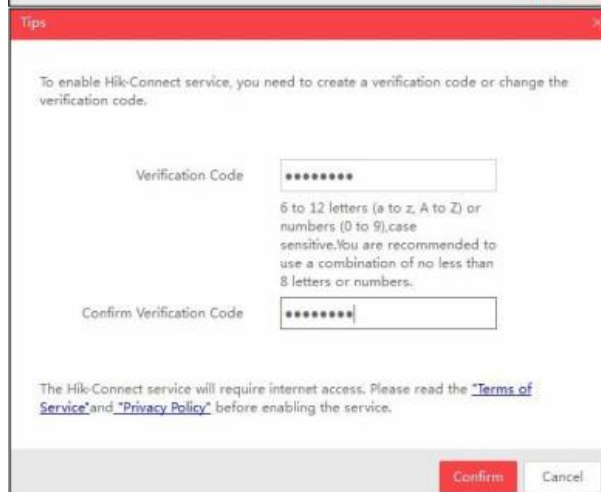 Tips
To enable Hik-Connect service, you need to create a verification code or change the
verification code.
Verification Code
6 to 12 letters (a to z, A to Z) or
numbers (0 to 9),case
sensitive.You are recommended to
use a combination of no less than
8 letters or numbers.
Confirm Verification Code
The Hik-Connect service will require internet access. Please read the "Terms of
Service"and "Privacy Policy" before enabling the service.
Confirm Cancel